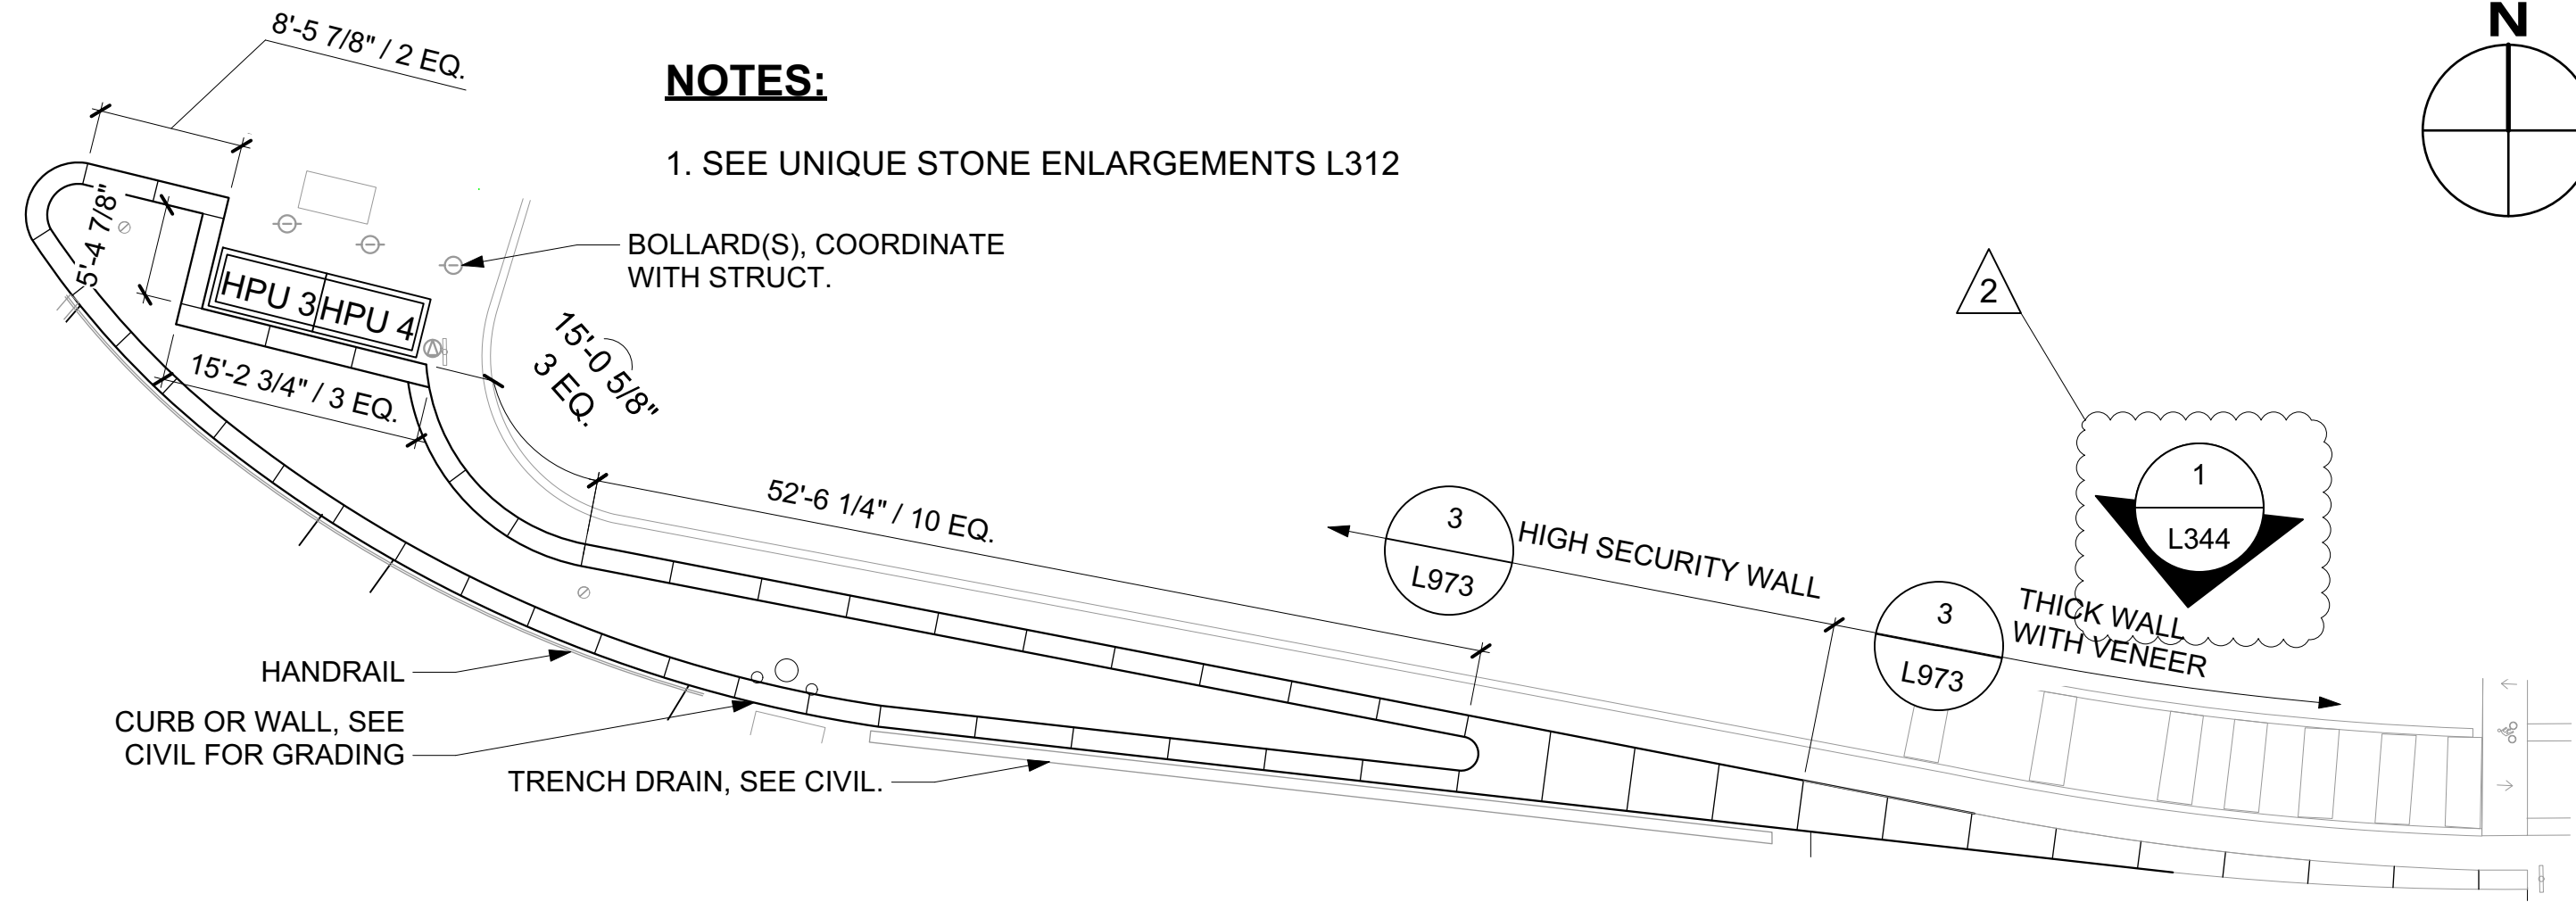 8'-5 7/8" / 2 EQ.
NOTES:
N
1. SEE UNIQUE STONE ENLARGEMENTS L312
5'-4 7/8"
BOLLARD(S), COORDINATE
WITH STRUCT.
HPU 3
HPU 4
2
15'-0 5/8"
3 EQ.
15'-2 3/4" / 3 EQ.
52'-6 1/4" / 10 EQ.
3
L973
HIGH SECURITY WALL
1
L344
3
L973
THICK WALL
WITH VENEER
HANDRAIL
CURB OR WALL, SEE
CIVIL FOR GRADING
TRENCH DRAIN, SEE CIVIL.